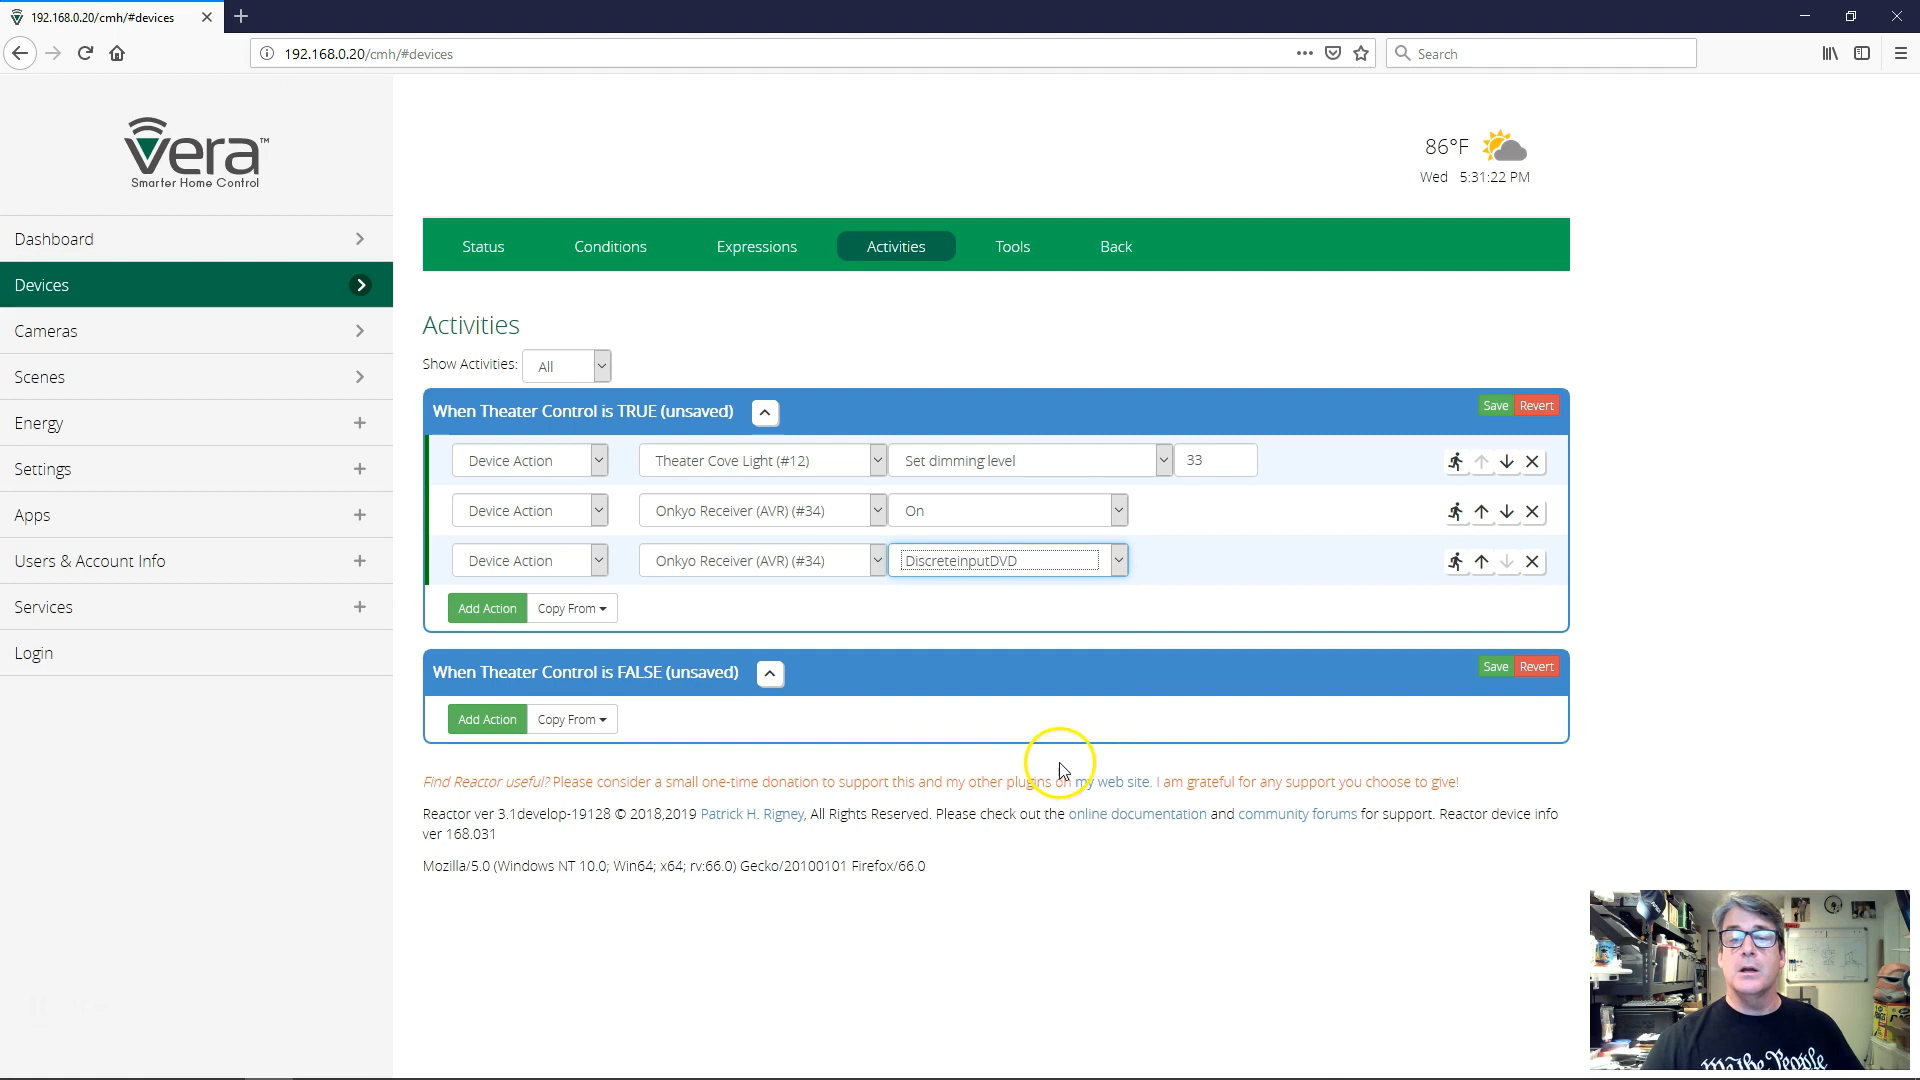 192.168.0.20/cmh/#devices
192.168.0.20/cmh/#devices
Search
Vera™
Smarter Home Control
86°F
Wed 5:31:22 PM
Dashboard
Devices
Cameras
Scenes
Energy
Settings
Apps
Users & Account Info
Services
Login
Status Conditions Expressions Activities Tools Back
Activities
Show Activities: All
When Theater Control is TRUE (unsaved) Save Revert
Device Action Theater Cove Light (#12) Set dimming level 33
Device Action Onkyo Receiver (AVR) (#34) On
Device Action Onkyo Receiver (AVR) (#34) DiscreteinputDVD
Add Action Copy From
When Theater Control is FALSE (unsaved) Save Revert
Add Action Copy From
Find Reactor useful? Please consider a small one-time donation to support this and my other plugins on my web site. I am grateful for any support you choose to give!
Reactor ver 3.1develop-19128 © 2018,2019 Patrick H. Rigney, All Rights Reserved. Please check out the online documentation and community forums for support. Reactor device info
ver 168.031
Mozilla/5.0 (Windows NT 10.0; Win64; x64; rv:66.0) Gecko/20100101 Firefox/66.0
We the People